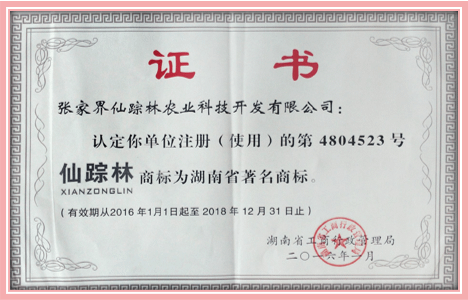 证书
张家界仙踪林农业科技开发有限公司：
认定你单位注册（使用）的第 4804523 号
仙踪林 商标为湖南省著名商标。
XIANZONGLIN
（有效期从2016年1月1日起至2018年12月31日止）
湖南省工商行政管理局
二〇一六年一月